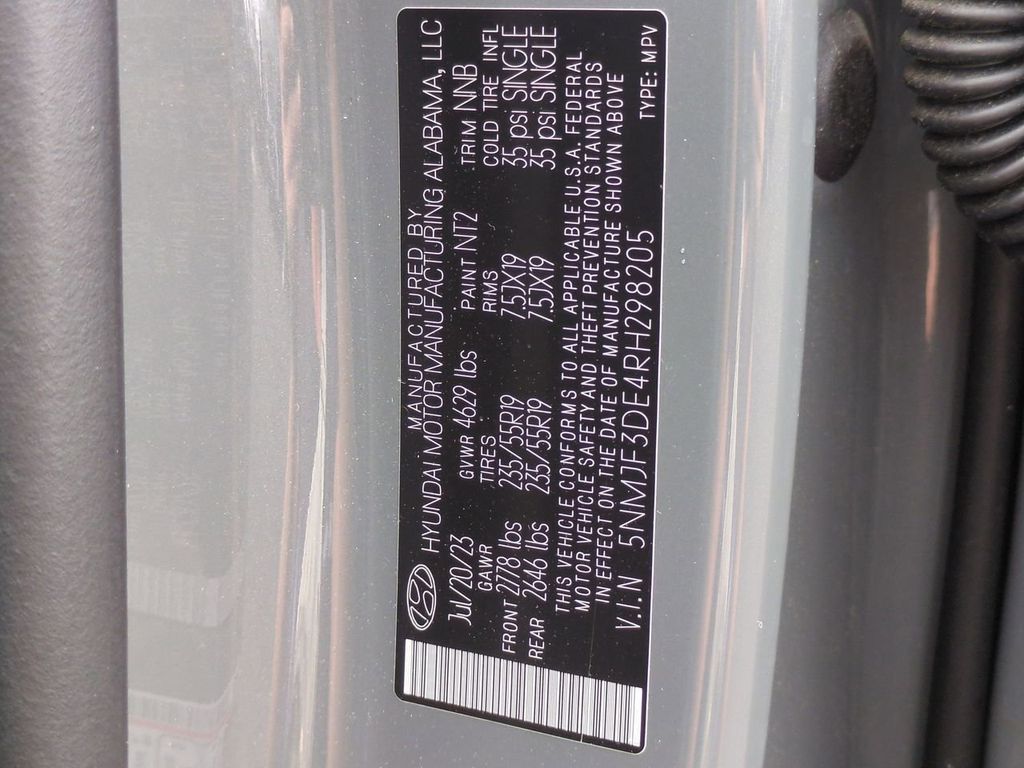 MANUFACTURED BY
HYUNDAI MOTOR MANUFACTURING ALABAMA, LLC
Jul/20/23 GVWR 4629 lbs PAINT NT2 TRIM NNB
GAWR TIRES RIMS COLD TIRE INFL
FRONT 2778 lbs 235/55R19 7.5JX19 35 psi SINGLE
REAR 2646 lbs 235/55R19 7.5JX19 35 psi SINGLE
THIS VEHICLE CONFORMS TO ALL APPLICABLE U.S.A. FEDERAL
MOTOR VEHICLE SAFETY AND THEFT PREVENTION STANDARDS
IN EFFECT ON THE DATE OF MANUFACTURE SHOWN ABOVE
V.I.N 5NMJF3DE4RH298205 TYPE: MPV